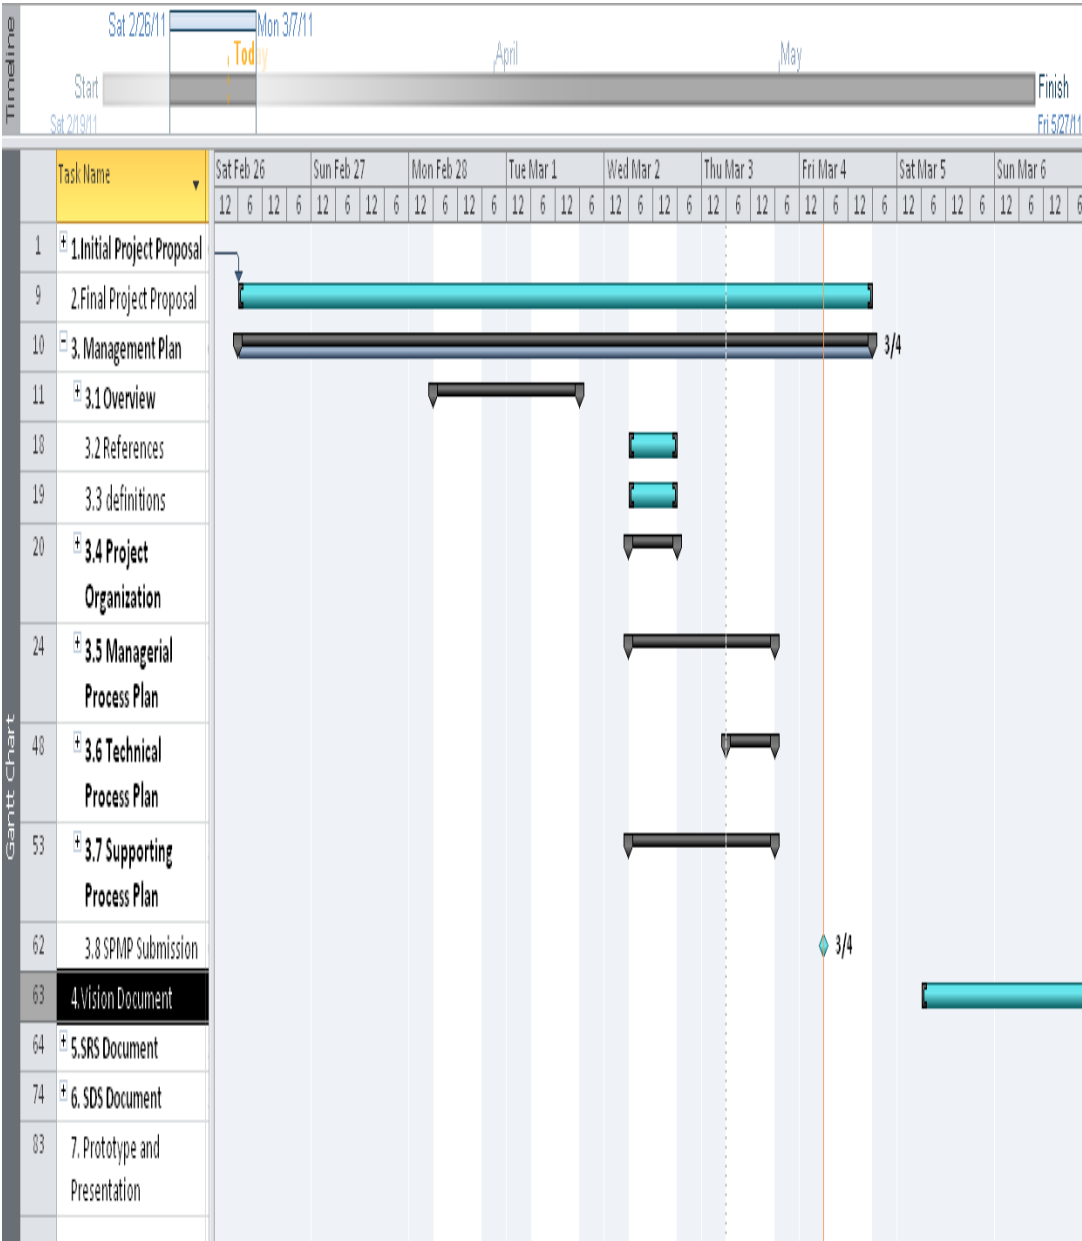 Timeline
Sat 2/26/11
Mon 3/7/11
Today
April
May
Start
Finish
Sat 2/19/11
Fri 5/27/11
Gantt Chart
Task Name
Sat Feb 26 Sun Feb 27 Mon Feb 28 Tue Mar 1 Wed Mar 2 Thu Mar 3 Fri Mar 4 Sat Mar 5 Sun Mar 6
12 6 12 6 12 6 12 6 12 6 12 6 12 6 12 6 12 6 12 6 12 6 12 6 12 6 12 6 12 6 12 6 12 6 12 6
1 1.Initial Project Proposal
9 2.Final Project Proposal
10 3. Management Plan 3/4
11 3.1 Overview
18 3.2 References
19 3.3 definitions
20 3.4 Project
Organization
24 3.5 Managerial
Process Plan
48 3.6 Technical
Process Plan
53 3.7 Supporting
Process Plan
62 3.8 SPMP Submission 3/4
63 4.Vision Document
64 5.SRS Document
74 6. SDS Document
83 7. Prototype and
Presentation